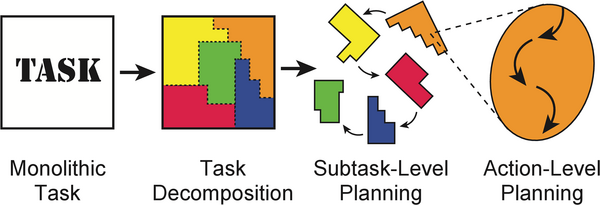 TASK
Monolithic
Task
Task
Decomposition
Subtask-Level
Planning
Action-Level
Planning